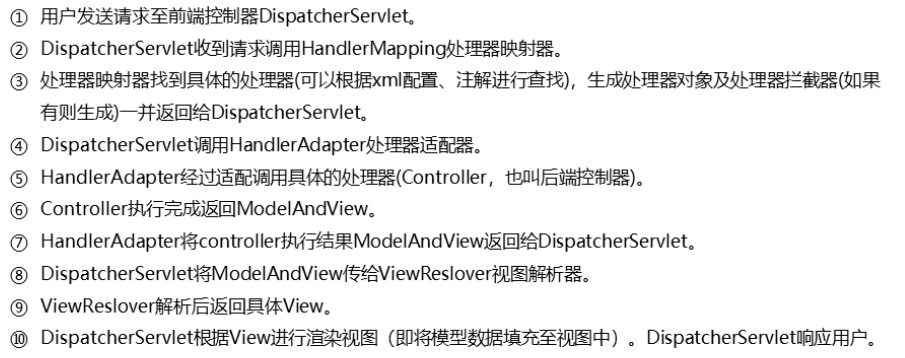 ① 用户发送请求至前端控制器DispatcherServlet。
② DispatcherServlet收到请求调用HandlerMapping处理器映射器。
③ 处理器映射器找到具体的处理器(可以根据xml配置、注解进行查找)，生成处理器对象及处理器拦截器(如果
有则生成)一并返回给DispatcherServlet。
④ DispatcherServlet调用HandlerAdapter处理器适配器。
⑤ HandlerAdapter经过适配调用具体的处理器(Controller，也叫后端控制器)。
⑥ Controller执行完成返回ModelAndView。
⑦ HandlerAdapter将controller执行结果ModelAndView返回给DispatcherServlet。
⑧ DispatcherServlet将ModelAndView传给ViewReslover视图解析器。
⑨ ViewReslover解析后返回具体View。
⑩ DispatcherServlet根据View进行渲染视图（即将模型数据填充至视图中）。DispatcherServlet响应用户。